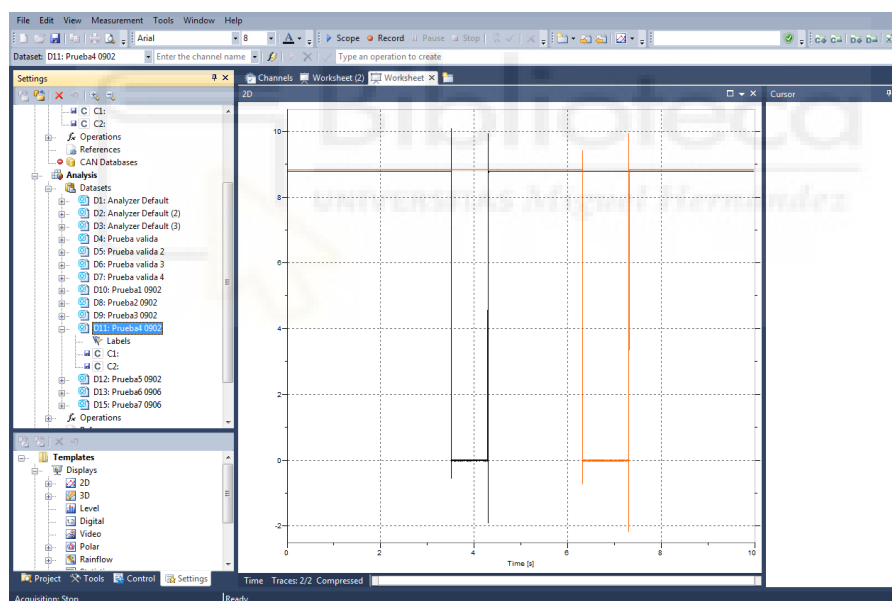 File Edit View Measurement Tools Window Help
Arial 8 A Scope Record Pause Stop
Dataset: D11: Prueba4 0902 Enter the channel name Type an operation to create
Settings
Channels Worksheet (2) Worksheet
2D
Cursor
C C1:
C C2:
fx Operations
References
CAN Databases
Analysis
Datasets
D1: Analyzer Default
D2: Analyzer Default (2)
D3: Analyzer Default (3)
D4: Prueba valida
D5: Prueba valida 2
D6: Prueba valida 3
D7: Prueba valida 4
D10: Prueba1 0902
D8: Prueba2 0902
D9: Prueba3 0902
D11: Prueba4 0902
Labels
C C1:
C C2:
D12: Prueba5 0902
D13: Prueba6 0906
D15: Prueba7 0906
fx Operations
Templates
Displays
2D
3D
Level
Digital
Video
Polar
Rainflow
Project Tools Control Settings
Biblioteca
UNIVERSITAS Miguel Hernández
10
8
6
4
2
0
-2
0 2 4 6 8 10
Time [s]
Time Traces: 2/2 Compressed
Acquisition: Stop Ready